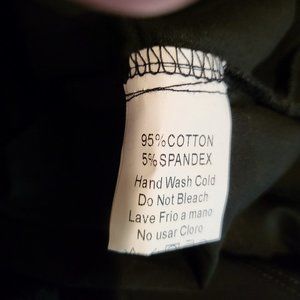 95% COTTON
5% SPANDEX
Hand Wash Cold
Do Not Bleach
Lave Frio a mano
No usar Cloro